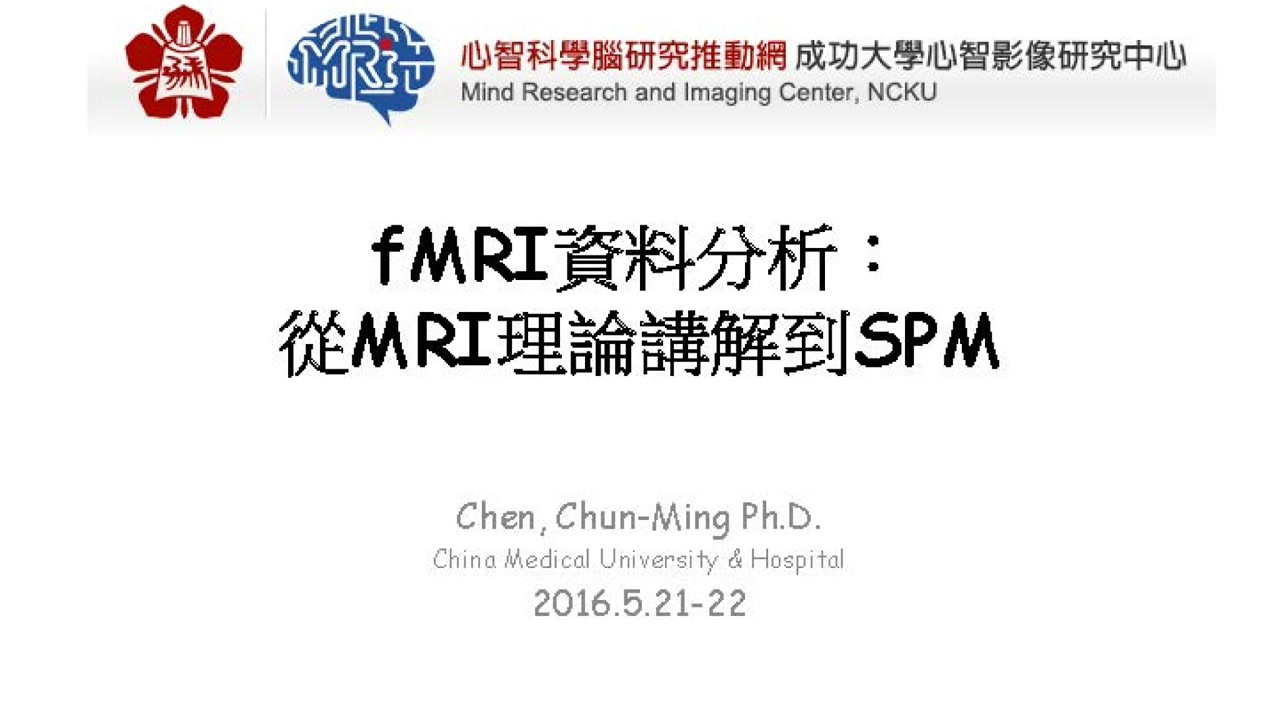 心智科學腦研究推動網 成功大學心智影像研究中心
Mind Research and Imaging Center, NCKU
fMRI資料分析：
從MRI理論講解到SPM
Chen, Chun-Ming Ph.D.
China Medical University & Hospital
2016.5.21-22